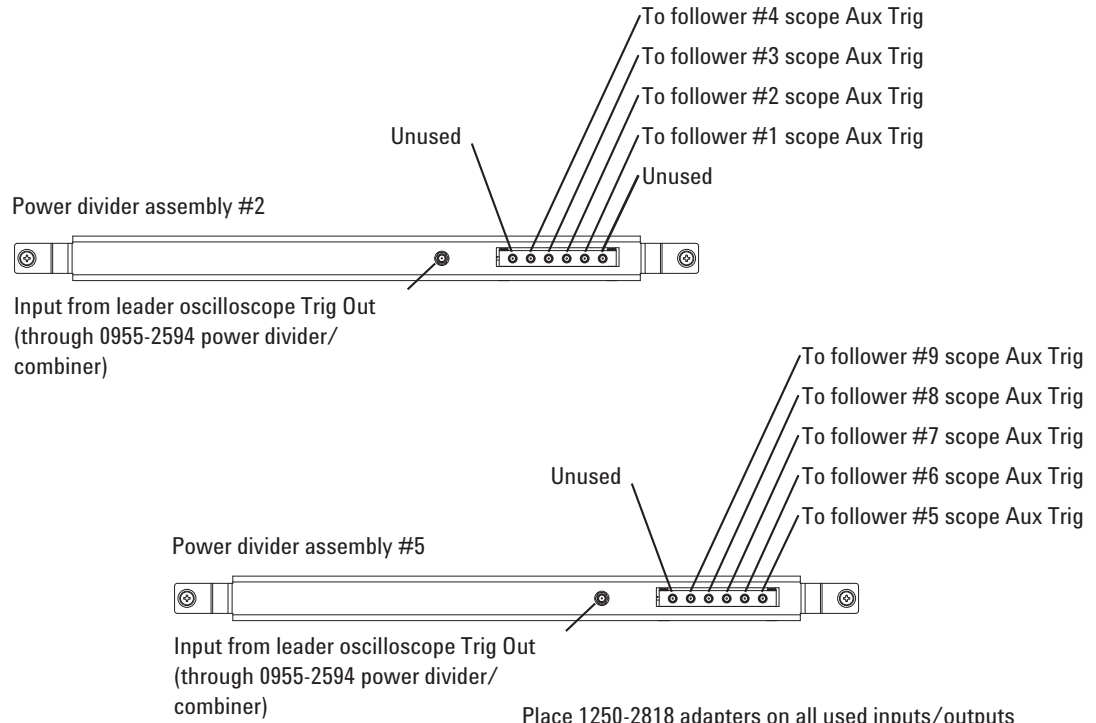 To follower #4 scope Aux Trig
To follower #3 scope Aux Trig
To follower #2 scope Aux Trig
Unused
To follower #1 scope Aux Trig
Unused
Power divider assembly #2
Input from leader oscilloscope Trig Out
(through 0955-2594 power divider/
combiner)
To follower #9 scope Aux Trig
To follower #8 scope Aux Trig
To follower #7 scope Aux Trig
Unused
To follower #6 scope Aux Trig
To follower #5 scope Aux Trig
Power divider assembly #5
Input from leader oscilloscope Trig Out
(through 0955-2594 power divider/
combiner)
Place 1250-2818 adapters on all used inputs/outputs